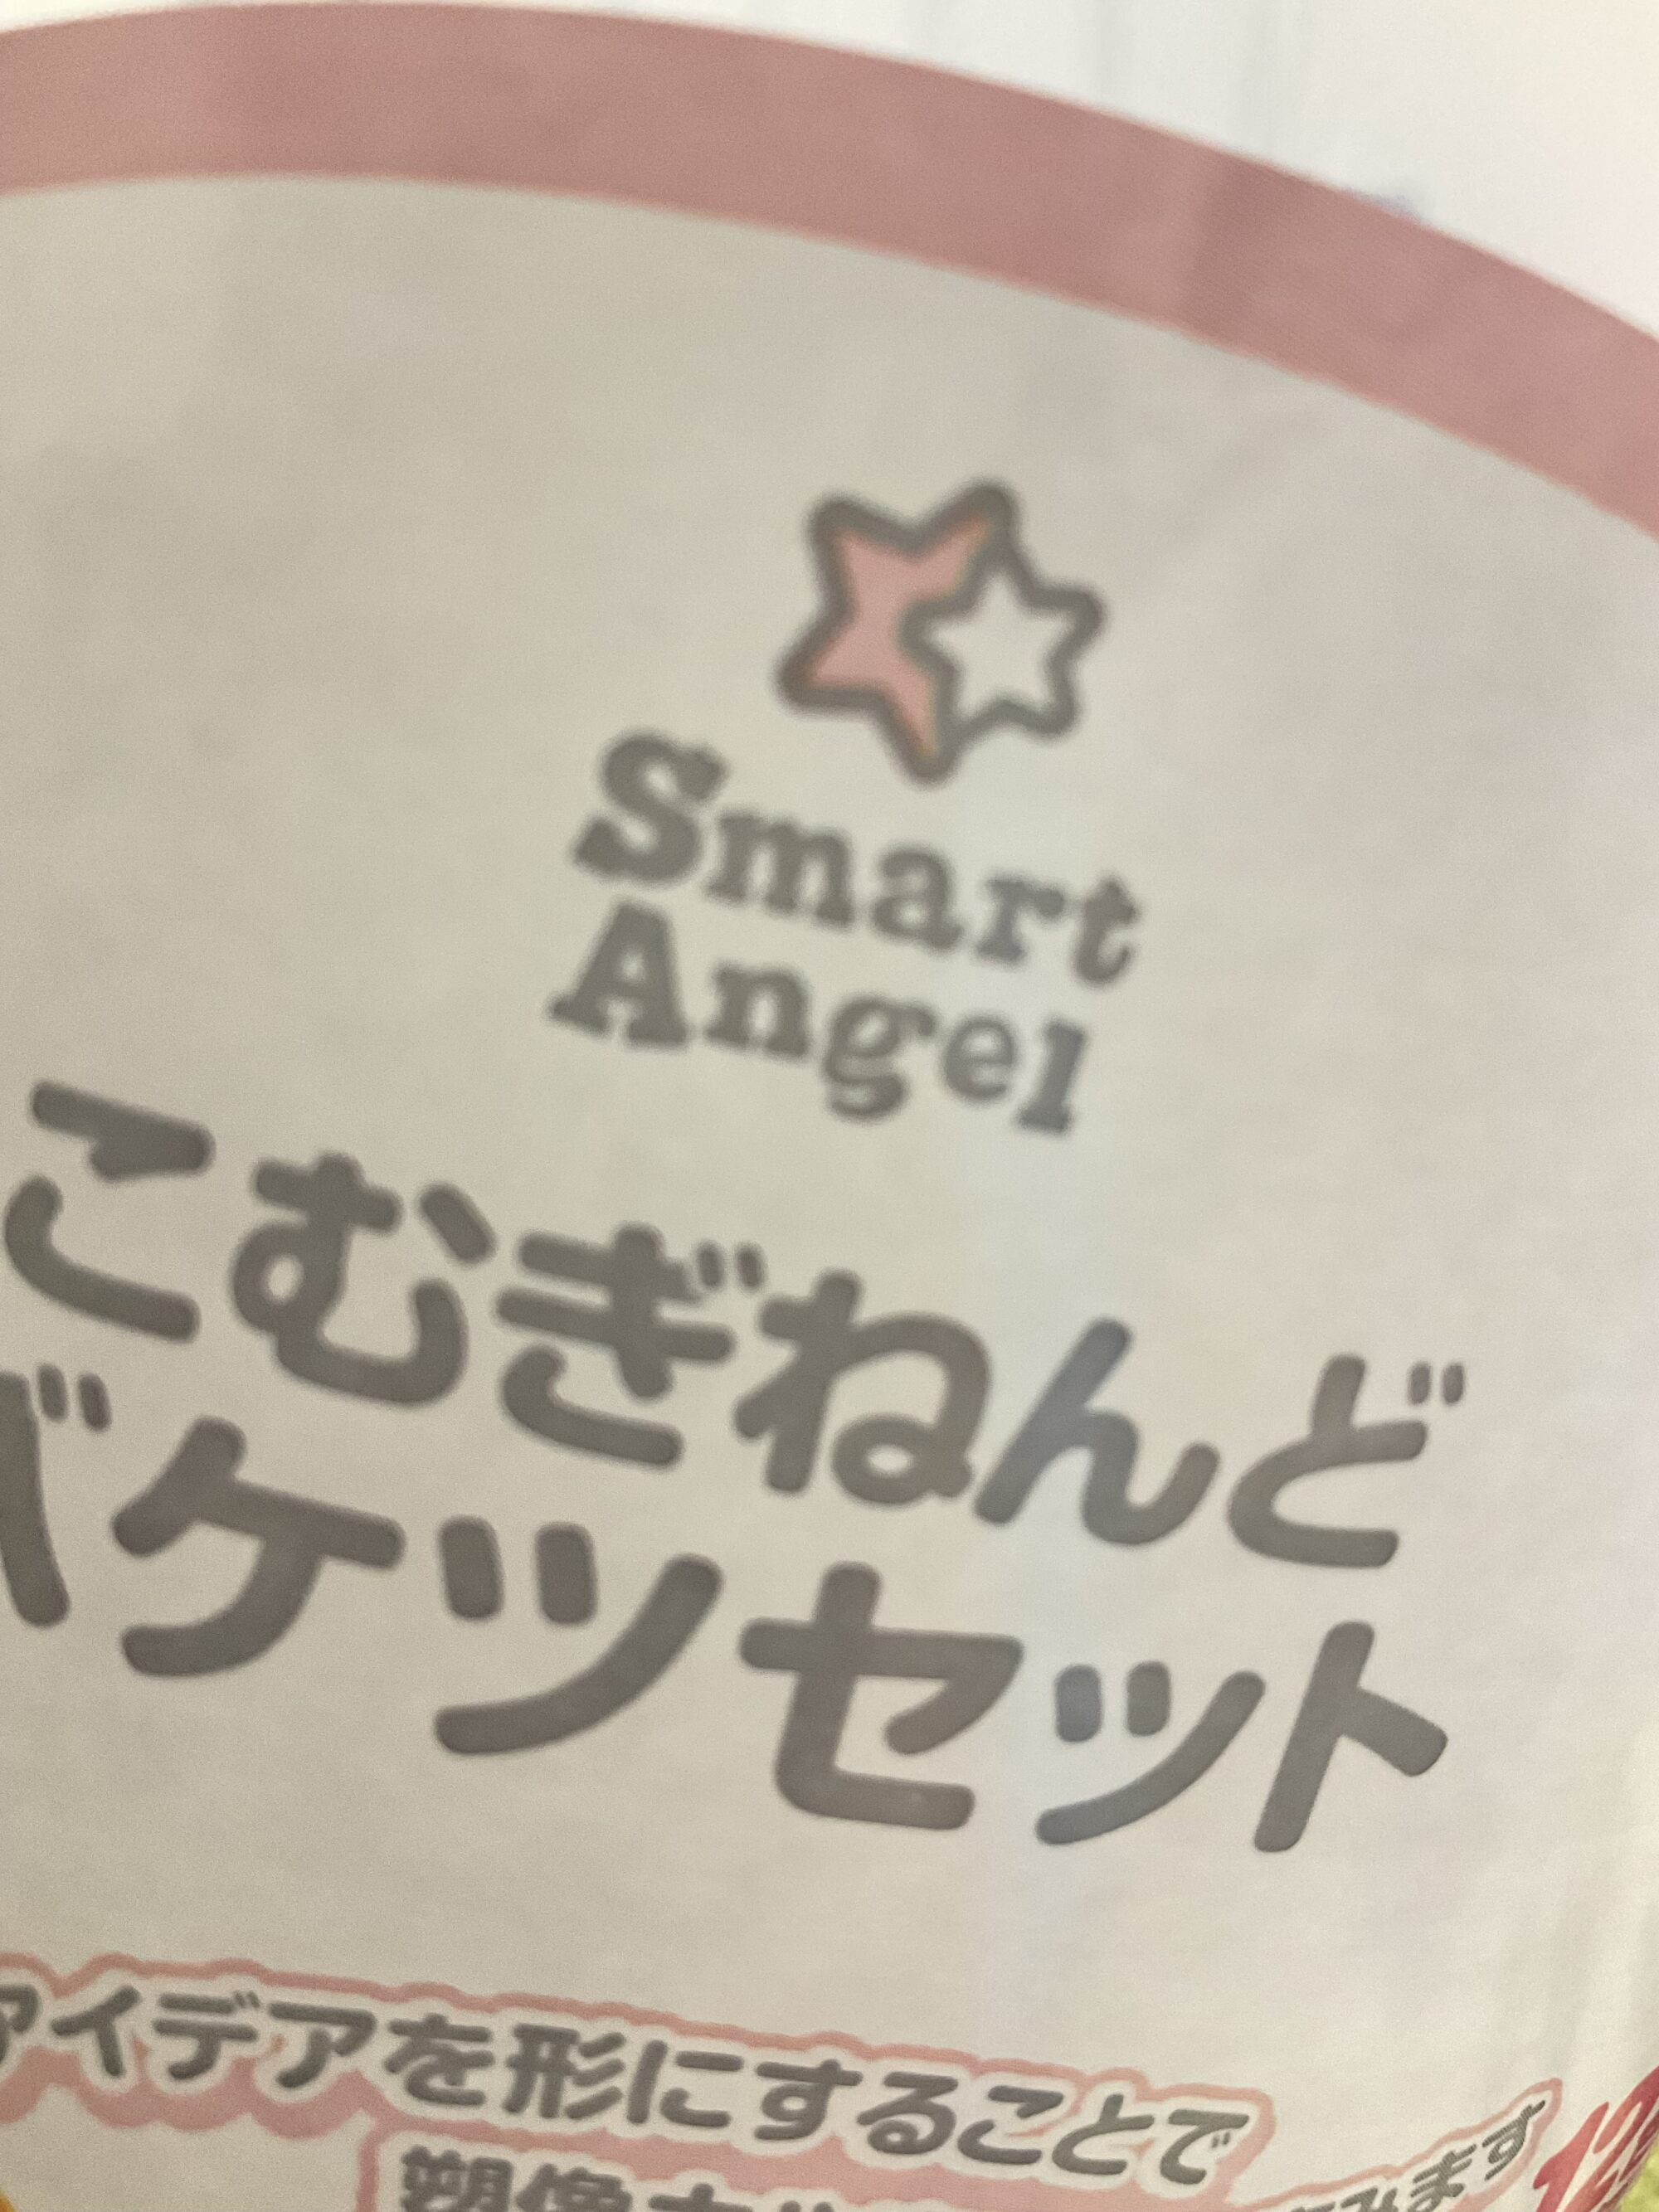 Smart
Angel
こむぎねんど
バケツセット
アイデアを形にすることで